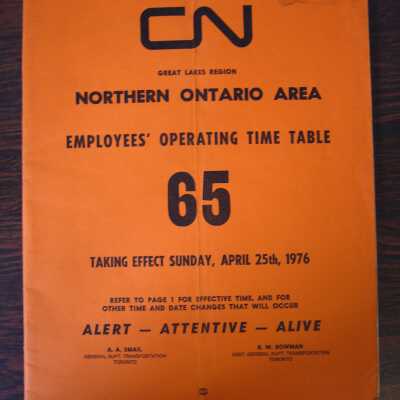 CN
GREAT LAKES REGION
NORTHERN ONTARIO AREA
EMPLOYEES' OPERATING TIME TABLE
65
TAKING EFFECT SUNDAY, APRIL 25th, 1976
REFER TO PAGE 1 FOR EFFECTIVE TIME, AND FOR
OTHER TIME AND DATE CHANGES THAT WILL OCCUR
ALERT — ATTENTIVE — ALIVE
A. A. SMAIL
GENERAL SUPT. TRANSPORTATION
TORONTO
R. W. BOWMAN
ASST. GENERAL SUPT. TRANSPORTATION
TORONTO